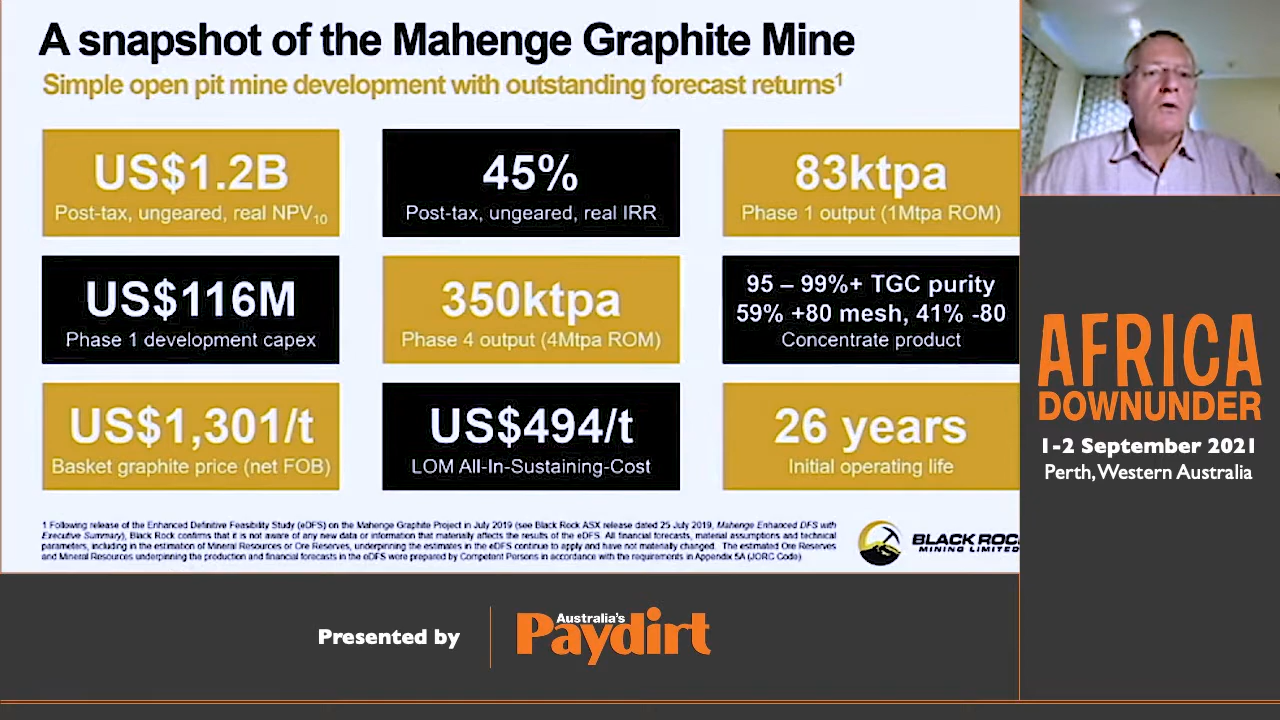 A snapshot of the Mahenge Graphite Mine
Simple open pit mine development with outstanding forecast returns¹
US$1.2B
Post-tax, ungeared, real NPV₁₀
45%
Post-tax, ungeared, real IRR
83ktpa
Phase 1 output (1Mtpa ROM)
US$116M
Phase 1 development capex
350ktpa
Phase 4 output (4Mtpa ROM)
95 – 99%+ TGC purity
59% +80 mesh, 41% -80
Concentrate product
US$1,301/t
Basket graphite price (net FOB)
US$494/t
LOM All-In-Sustaining-Cost
26 years
Initial operating life
1 Following release of the Enhanced Definitive Feasibility Study (eDFS) on the Mahenge Graphite Project in July 2019 (see Black Rock ASX release dated 25 July 2019, Mahenge Enhanced DFS with
Executive Summary), Black Rock confirms that it is not aware of any new data or information that materially affects the results of the eDFS. All financial forecasts, material assumptions and technical
parameters, including in the estimation of Mineral Resources or Ore Reserves, underpinning the estimates in the eDFS continue to apply and have not materially changed. The estimated Ore Reserves
and Mineral Resources underpinning the production and financial forecasts in the eDFS were prepared by Competent Persons in accordance with the requirements in Appendix 5A (JORC Code).
BLACK ROC
MINING LIMITED
AFRICA
DOWNUNDER
1-2 September 2021
Perth, Western Australia
Presented by
Australia's
Paydirt